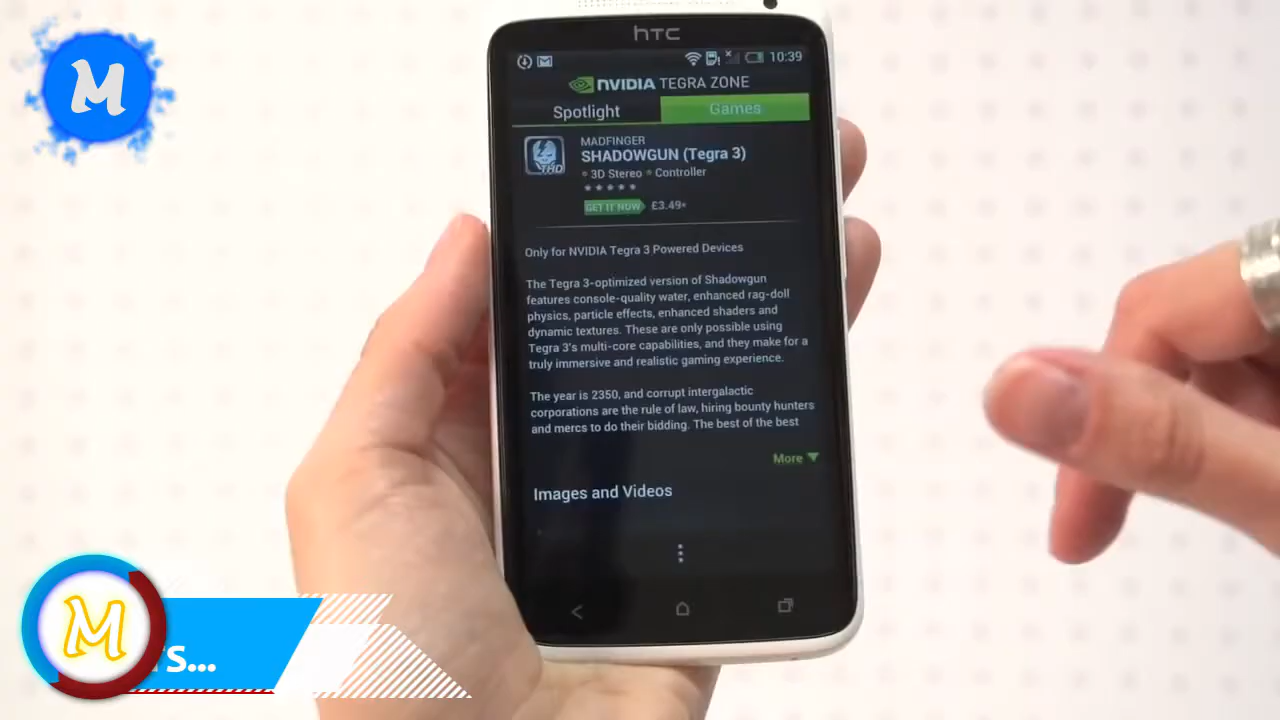 M
hTC
10:39
NVIDIA TEGRA ZONE
Spotlight
Games
MADFINGER
SHADOWGUN (Tegra 3)
THD
3D Stereo
Controller
GET IT NOW
£3.49*
Only for NVIDIA Tegra 3 Powered Devices
The Tegra 3-optimized version of Shadowgun
features console-quality water, enhanced rag-doll
physics, particle effects, enhanced shaders and
dynamic textures. These are only possible using
Tegra 3's multi-core capabilities, and they make for a
truly immersive and realistic gaming experience.
The year is 2350, and corrupt intergalactic
corporations are the rule of law, hiring bounty hunters
and mercs to do their bidding. The best of the best
More
Images and Videos
M